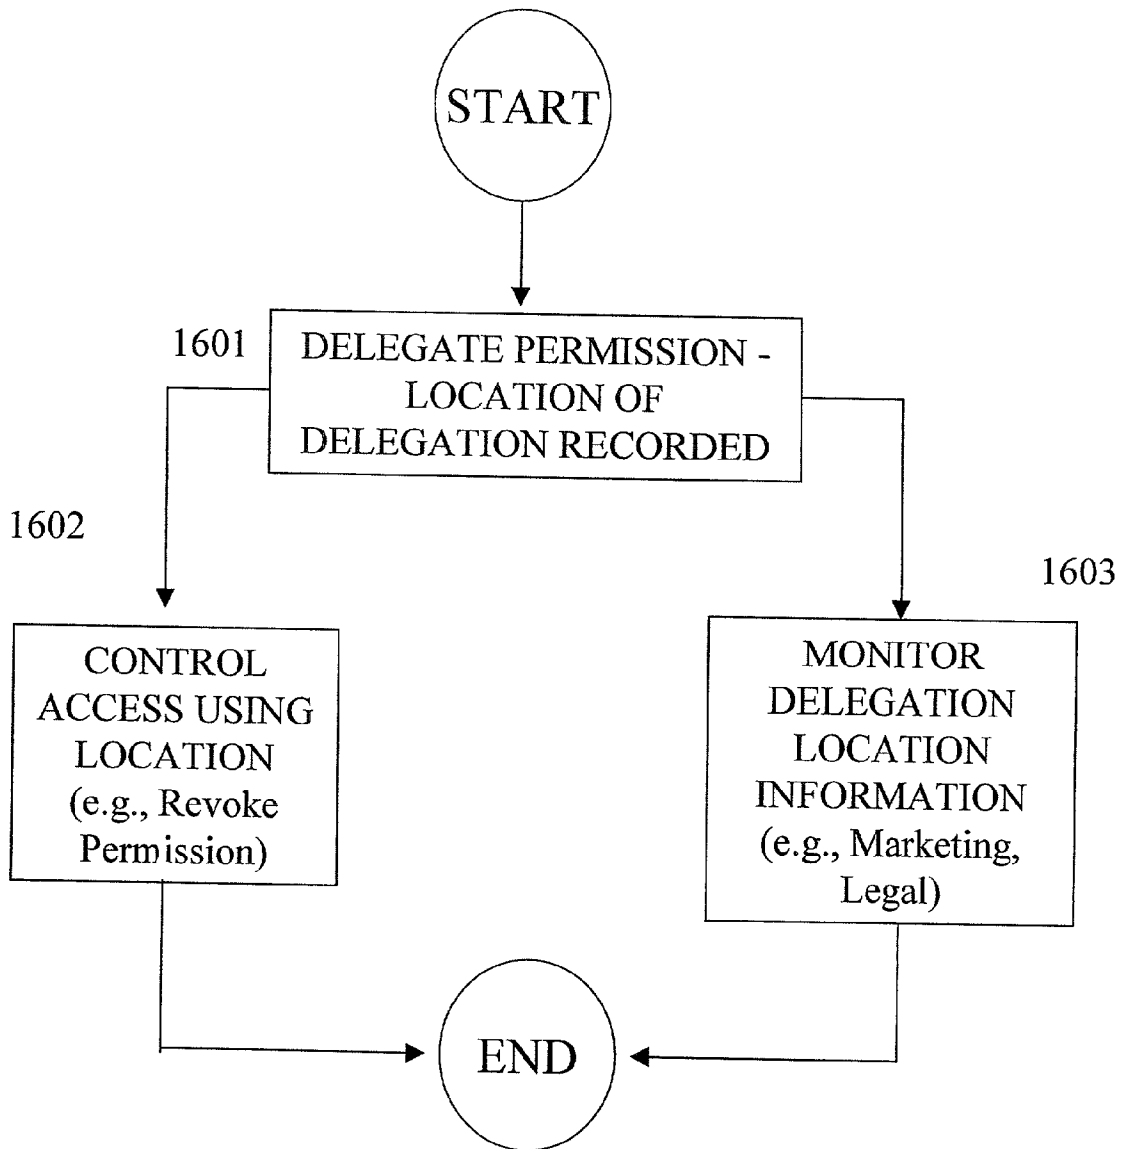 START
1601
DELEGATE PERMISSION -
LOCATION OF
DELEGATION RECORDED
1602
CONTROL
ACCESS USING
LOCATION
(e.g., Revoke
Permission)
1603
MONITOR
DELEGATION
LOCATION
INFORMATION
(e.g., Marketing,
Legal)
END